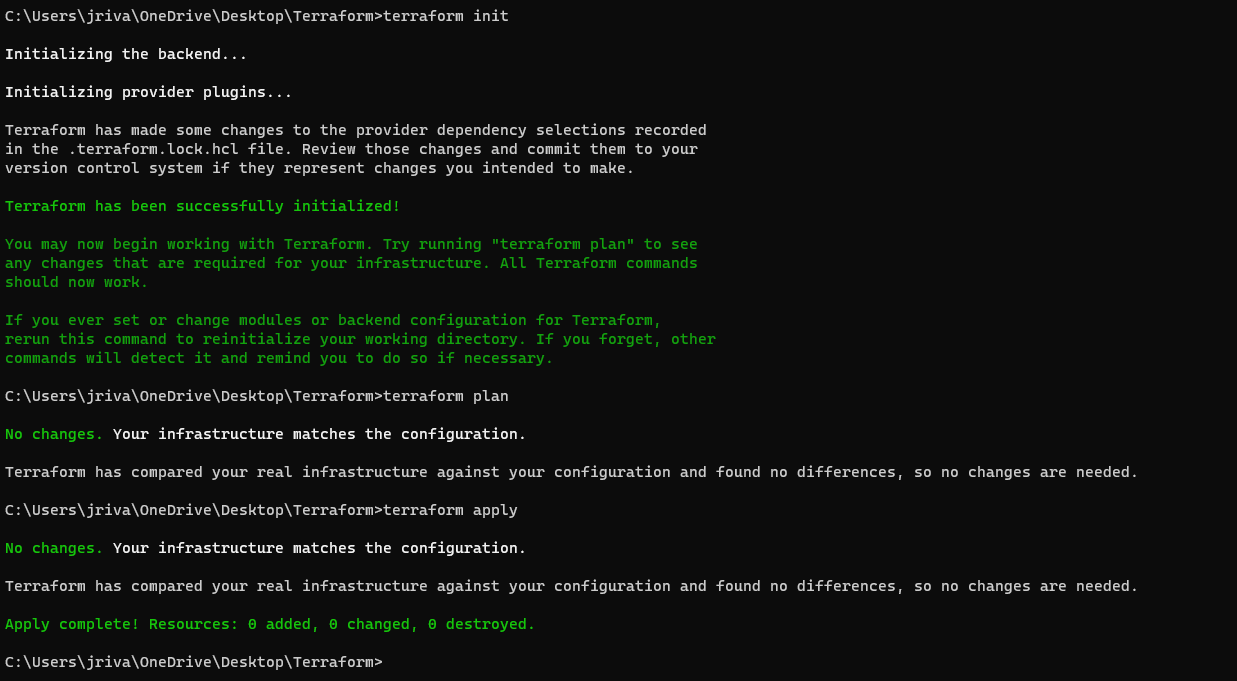 C:\Users\jriva\OneDrive\Desktop\Terraform>terraform init
Initializing the backend...
Initializing provider plugins...
Terraform has made some changes to the provider dependency selections recorded
in the .terraform.lock.hcl file. Review those changes and commit them to your
version control system if they represent changes you intended to make.
Terraform has been successfully initialized!
You may now begin working with Terraform. Try running "terraform plan" to see
any changes that are required for your infrastructure. All Terraform commands
should now work.
If you ever set or change modules or backend configuration for Terraform,
rerun this command to reinitialize your working directory. If you forget, other
commands will detect it and remind you to do so if necessary.
C:\Users\jriva\OneDrive\Desktop\Terraform>terraform plan
No changes. Your infrastructure matches the configuration.
Terraform has compared your real infrastructure against your configuration and found no differences, so no changes are needed.
C:\Users\jriva\OneDrive\Desktop\Terraform>terraform apply
No changes. Your infrastructure matches the configuration.
Terraform has compared your real infrastructure against your configuration and found no differences, so no changes are needed.
Apply complete! Resources: 0 added, 0 changed, 0 destroyed.
C:\Users\jriva\OneDrive\Desktop\Terraform>